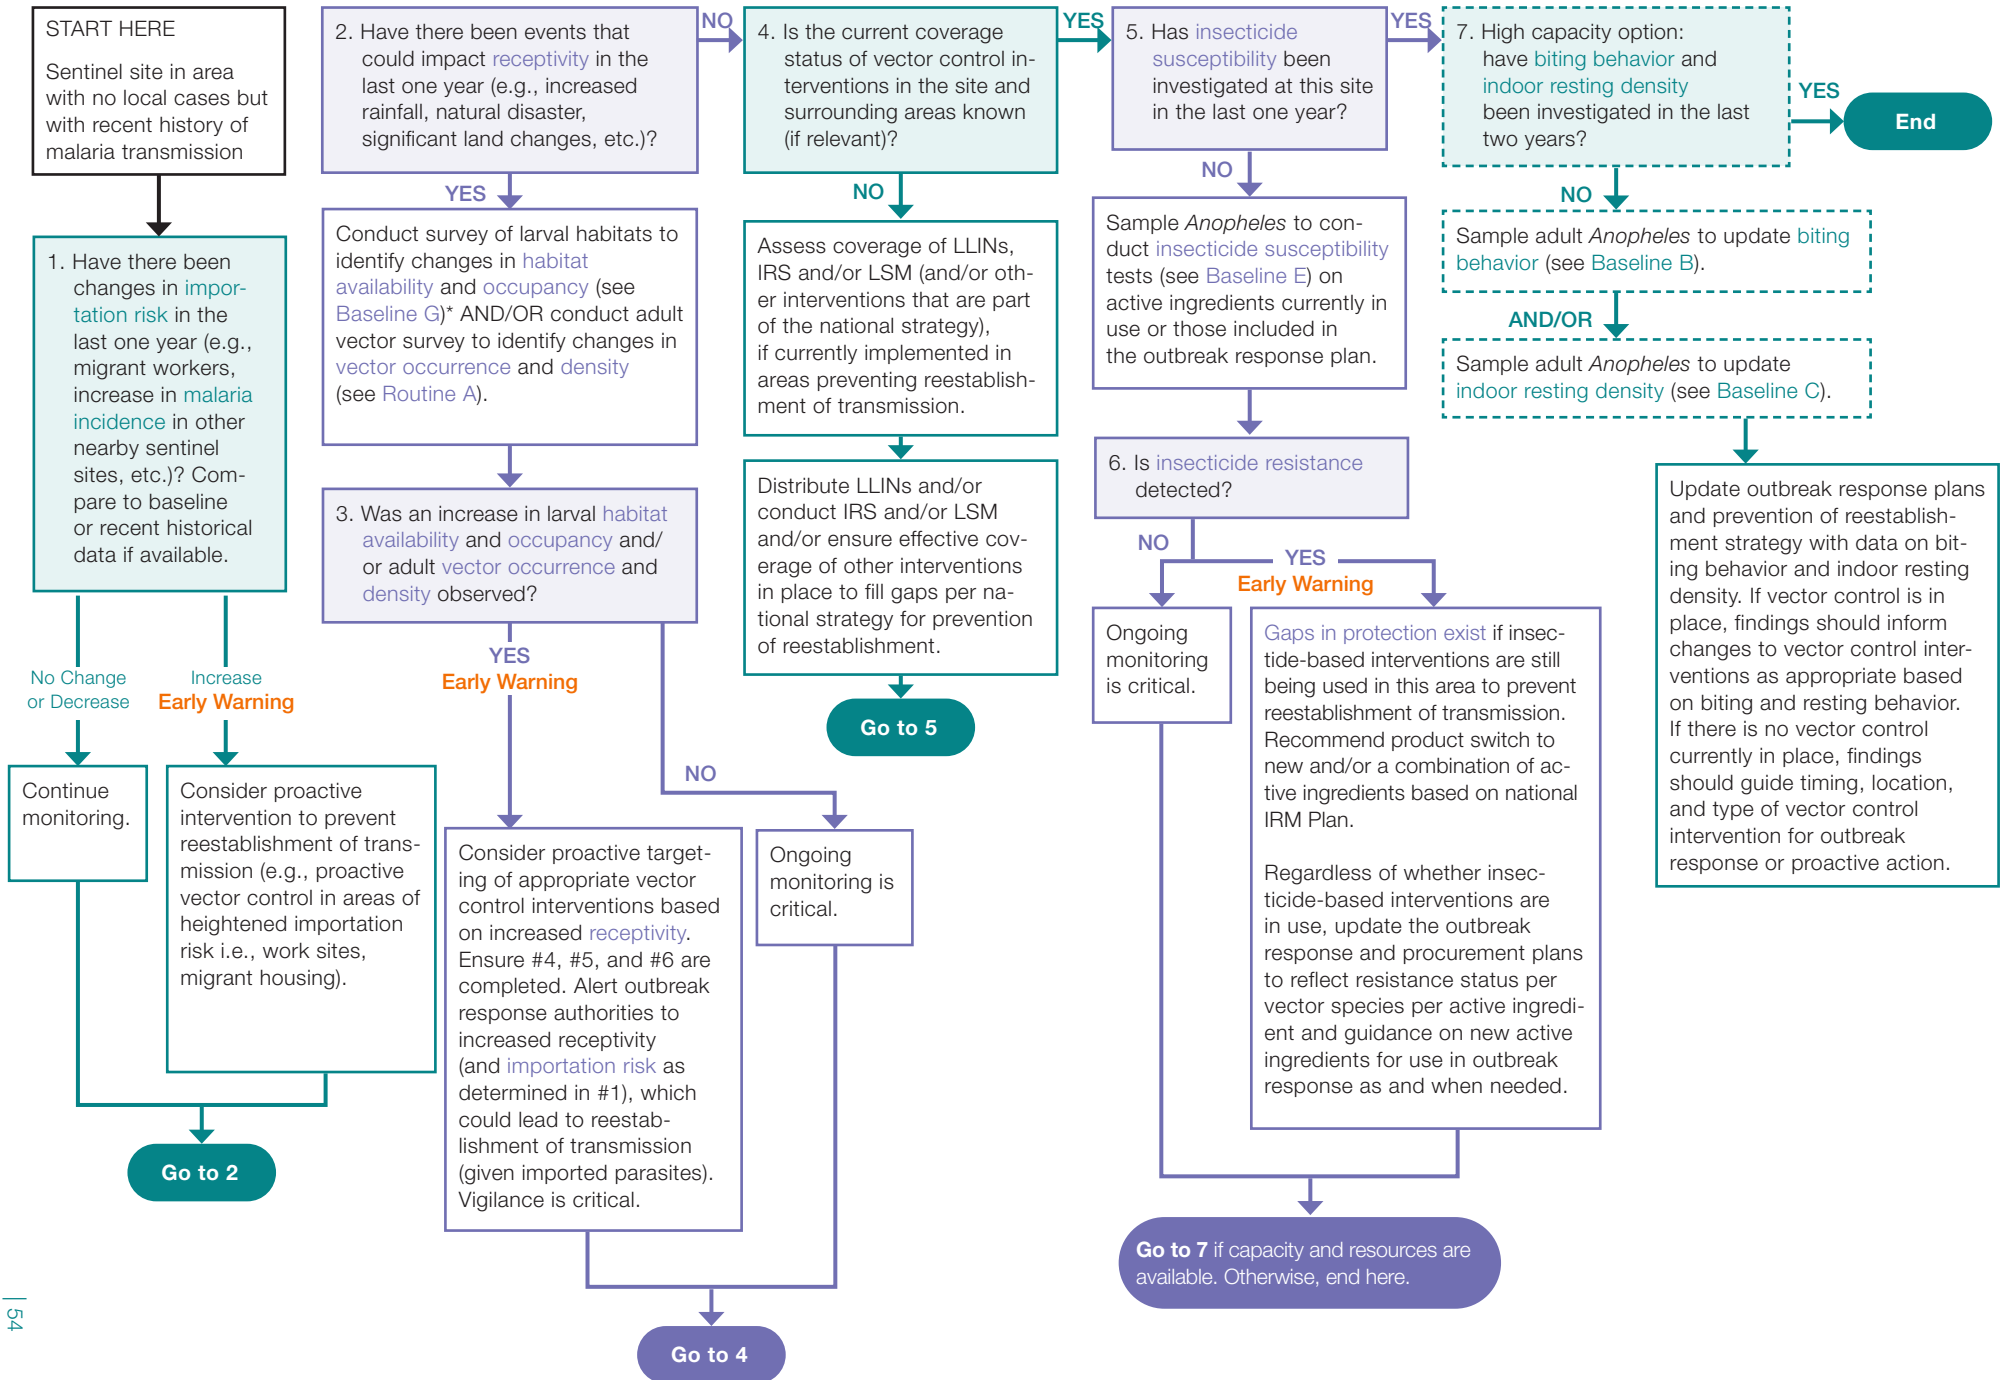 START HERE
Sentinel site in area
with no local cases but
with recent history of
malaria transmission
1. Have there been
changes in impor-
tation risk in the
last one year (e.g.,
migrant workers,
increase in malaria
incidence in other
nearby sentinel
sites, etc.)? Com-
pare to baseline
or recent historical
data if available.
No Change
or Decrease
Increase
Early Warning
Continue
monitoring.
Consider proactive
intervention to prevent
reestablishment of trans-
mission (e.g., proactive
vector control in areas of
heightened importation
risk i.e., work sites,
migrant housing).
Go to 2
2. Have there been events that
could impact receptivity in the
last one year (e.g., increased
rainfall, natural disaster,
significant land changes, etc.)?
NO
YES
Conduct survey of larval habitats to
identify changes in habitat
availability and occupancy (see
Baseline G)* AND/OR conduct adult
vector survey to identify changes in
vector occurrence and density
(see Routine A).
3. Was an increase in larval habitat
availability and occupancy and/
or adult vector occurrence and
density observed?
YES
Early Warning
NO
Consider proactive target-
ing of appropriate vector
control interventions based
on increased receptivity.
Ensure #4, #5, and #6 are
completed. Alert outbreak
response authorities to
increased receptivity
(and importation risk as
determined in #1), which
could lead to reestab-
lishment of transmission
(given imported parasites).
Vigilance is critical.
Ongoing
monitoring is
critical.
Go to 4
4. Is the current coverage
status of vector control in-
terventions in the site and
surrounding areas known
(if relevant)?
YES
NO
Assess coverage of LLINs,
IRS and/or LSM (and/or oth-
er interventions that are part
of the national strategy),
if currently implemented in
areas preventing reestablish-
ment of transmission.
Distribute LLINs and/or
conduct IRS and/or LSM
and/or ensure effective cov-
erage of other interventions
in place to fill gaps per na-
tional strategy for prevention
of reestablishment.
Go to 5
5. Has insecticide
susceptibility been
investigated at this site
in the last one year?
YES
NO
Sample Anopheles to con-
duct insecticide susceptibility
tests (see Baseline E) on
active ingredients currently in
use or those included in
the outbreak response plan.
6. Is insecticide resistance
detected?
NO
YES
Early Warning
Ongoing
monitoring
is critical.
Gaps in protection exist if insec-
tide-based interventions are still
being used in this area to prevent
reestablishment of transmission.
Recommend product switch to
new and/or a combination of ac-
tive ingredients based on national
IRM Plan.
Regardless of whether insec-
ticide-based interventions are
in use, update the outbreak
response and procurement plans
to reflect resistance status per
vector species per active ingredi-
ent and guidance on new active
ingredients for use in outbreak
response as and when needed.
Go to 7 if capacity and resources are
available. Otherwise, end here.
7. High capacity option:
have biting behavior and
indoor resting density
been investigated in the last
two years?
YES
End
NO
Sample adult Anopheles to update biting
behavior (see Baseline B).
AND/OR
Sample adult Anopheles to update
indoor resting density (see Baseline C).
Update outbreak response plans
and prevention of reestablish-
ment strategy with data on bit-
ing behavior and indoor resting
density. If vector control is in
place, findings should inform
changes to vector control inter-
ventions as appropriate based
on biting and resting behavior.
If there is no vector control
currently in place, findings
should guide timing, location,
and type of vector control
intervention for outbreak
response or proactive action.
| 54